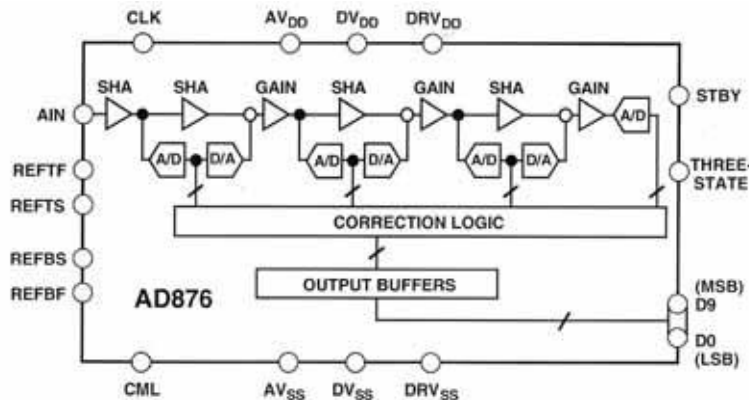 CLK AVDD DVDD DRVDD
SHA SHA GAIN SHA GAIN SHA GAIN
STBY
AIN
A/D
A/D D/A A/D D/A A/D D/A
REFTF
THREE-
STATE
REFTS
CORRECTION LOGIC
REFBS
OUTPUT BUFFERS
REFBF
AD876
(MSB)
D9
D0
(LSB)
CML AVSS DVSS DRVSS